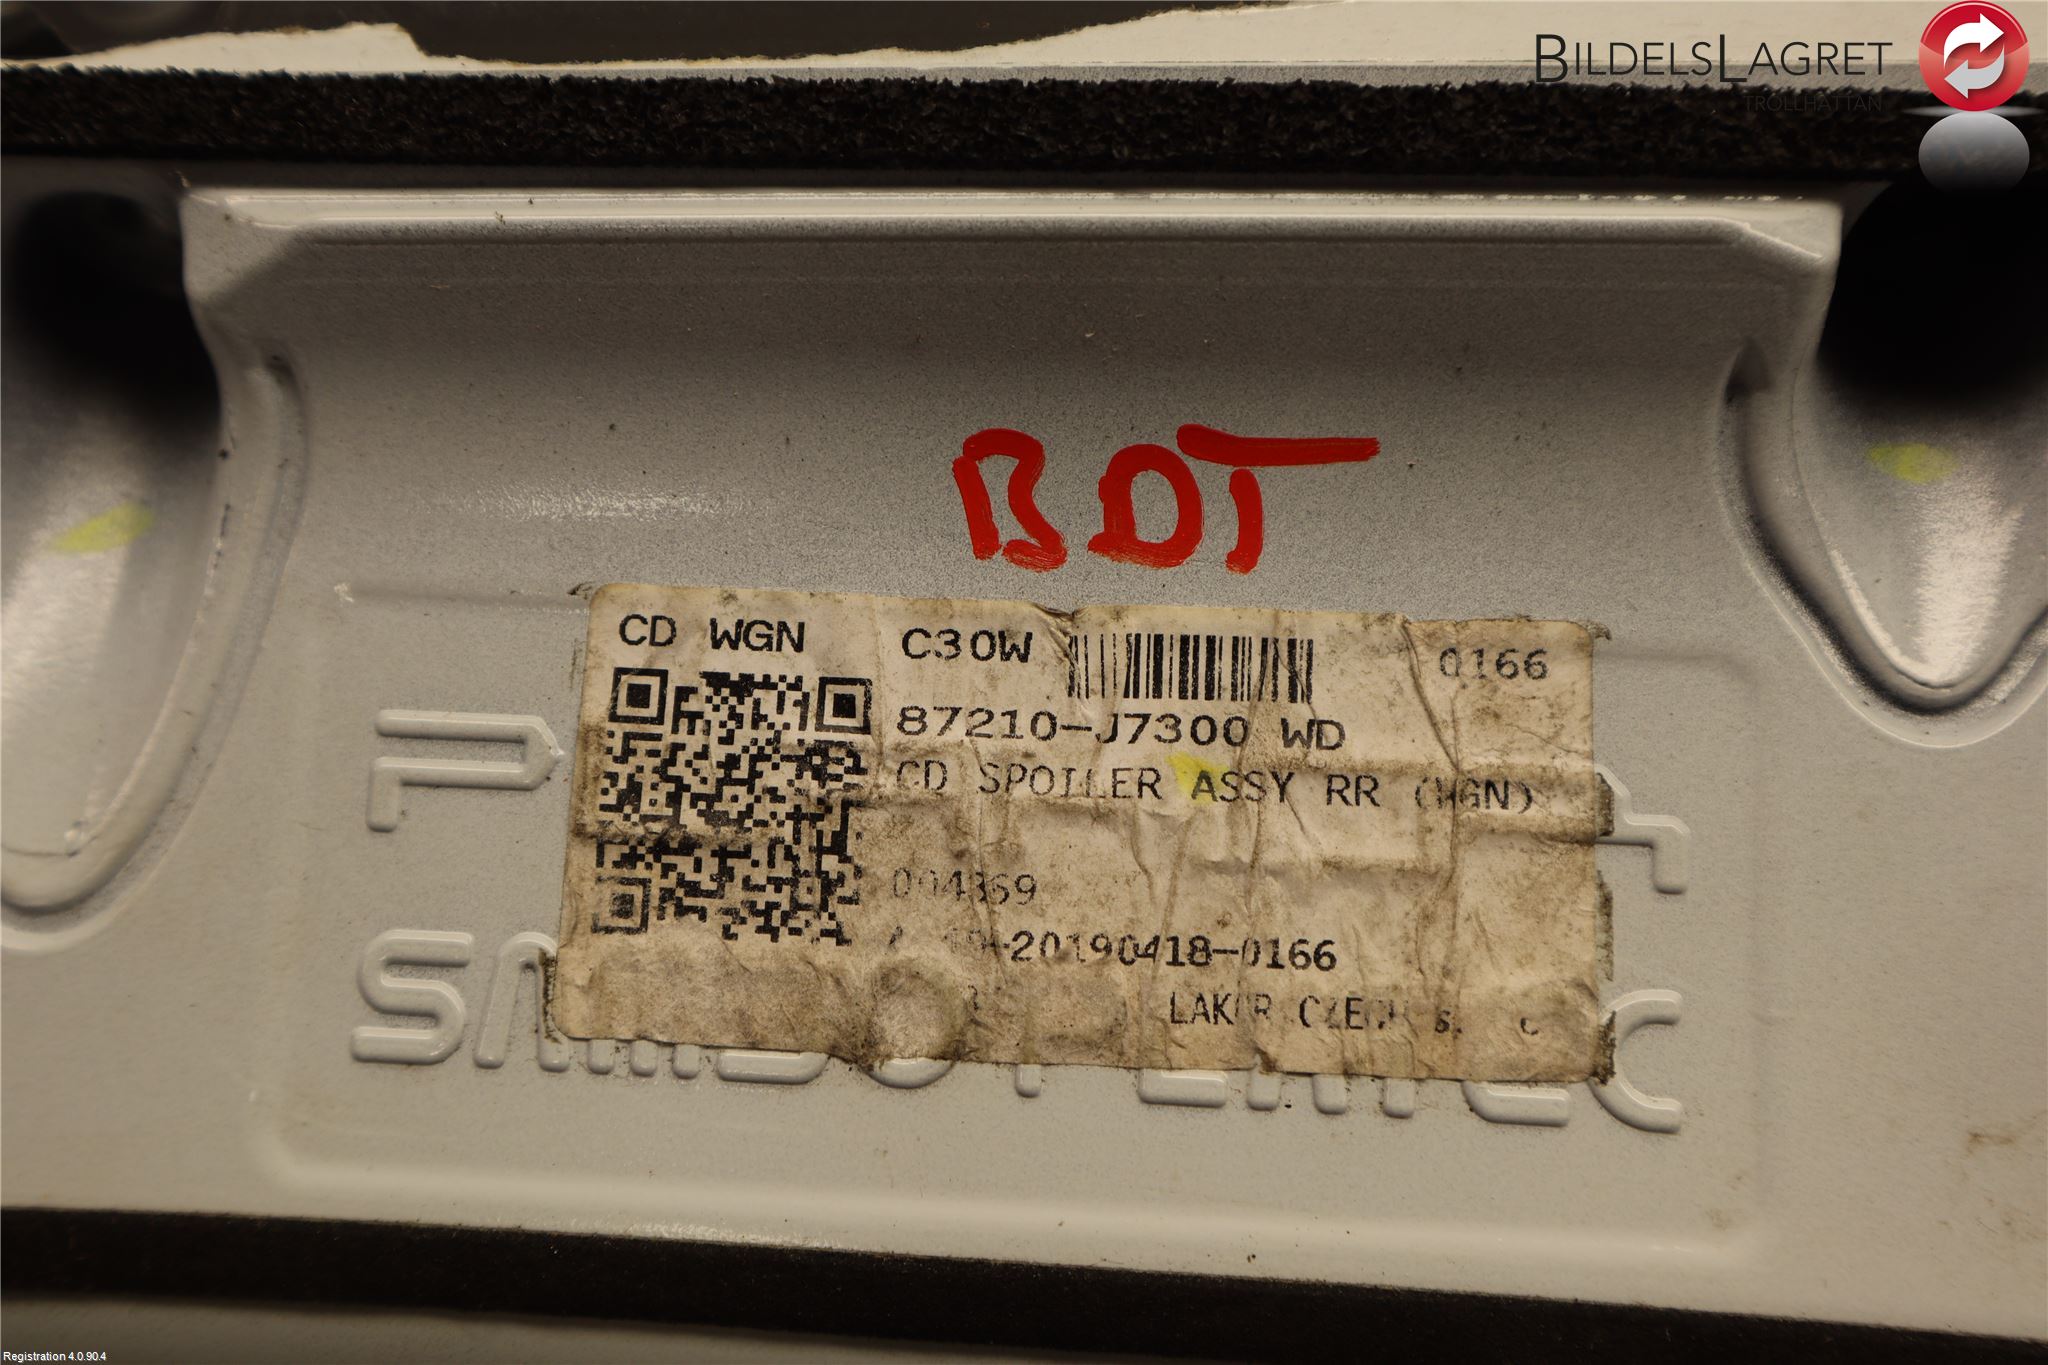 BILDELSLAGRET
TROLLHÄTTAN
BDT
CD WGN C30W 0166
87210-J7300 WD
CD SPOILER ASSY RR (WGN)
004369
20190418-0166
CZECH
Registration 4.0.90.4